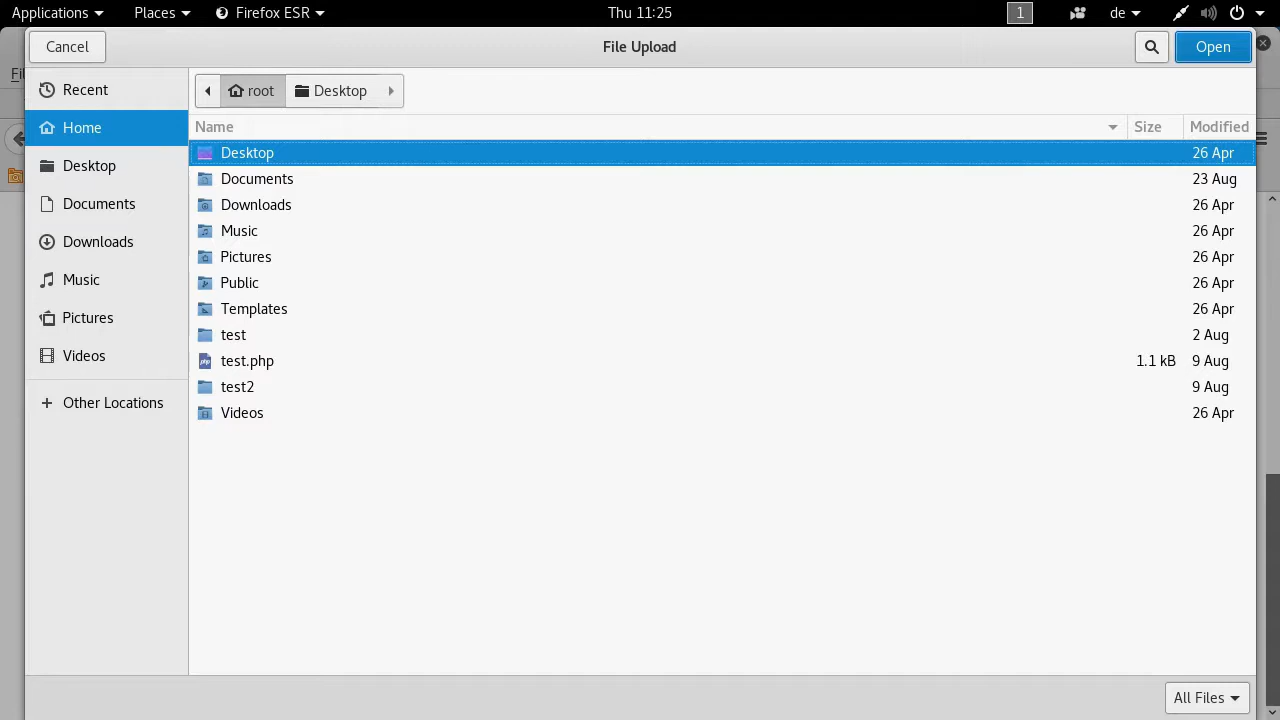 Applications Places Firefox ESR Thu 11:25 1 de
Cancel File Upload Open
Fil
Recent
Home
Desktop
Documents
Downloads
Music
Pictures
Videos
Other Locations
root Desktop
Name Size Modified
Desktop 26 Apr
Documents 23 Aug
Downloads 26 Apr
Music 26 Apr
Pictures 26 Apr
Public 26 Apr
Templates 26 Apr
test 2 Aug
test.php 1.1 kB 9 Aug
test2 9 Aug
Videos 26 Apr
All Files